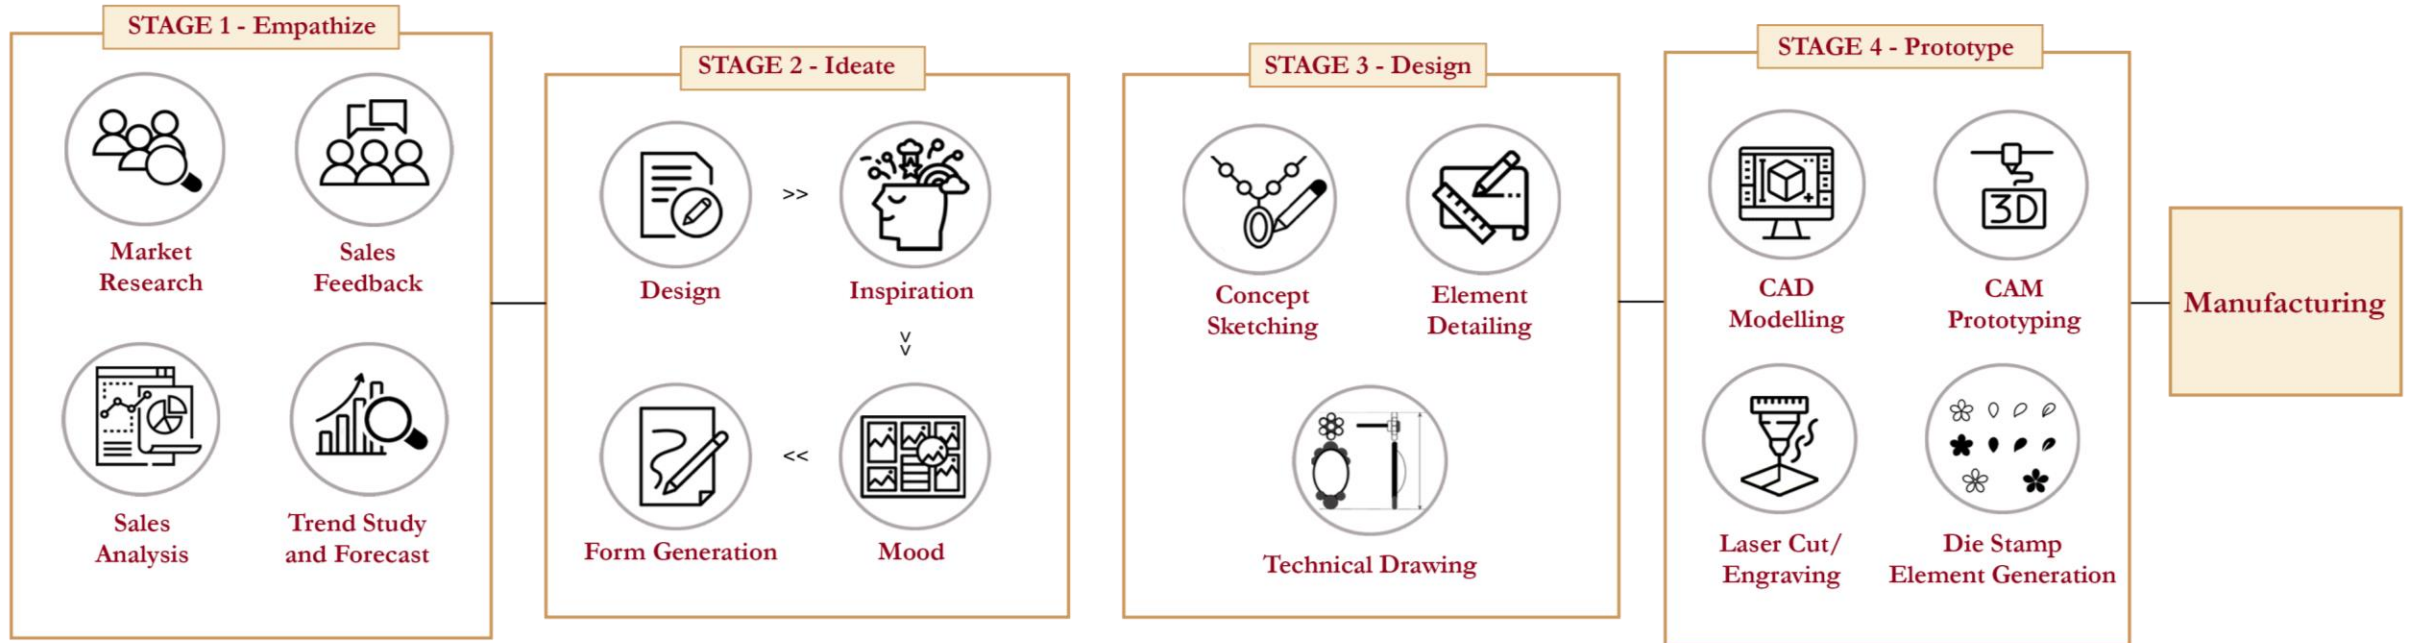 STAGE 1 - Empathize
Market
Research
Sales
Feedback
Sales
Analysis
Trend Study
and Forecast
STAGE 2 - Ideate
Design
>>
Inspiration
>>
Form Generation
<<
Mood
STAGE 3 - Design
Concept
Sketching
Element
Detailing
Technical Drawing
STAGE 4 - Prototype
CAD
Modelling
3D
CAM
Prototyping
Laser Cut/
Engraving
Die Stamp
Element Generation
Manufacturing